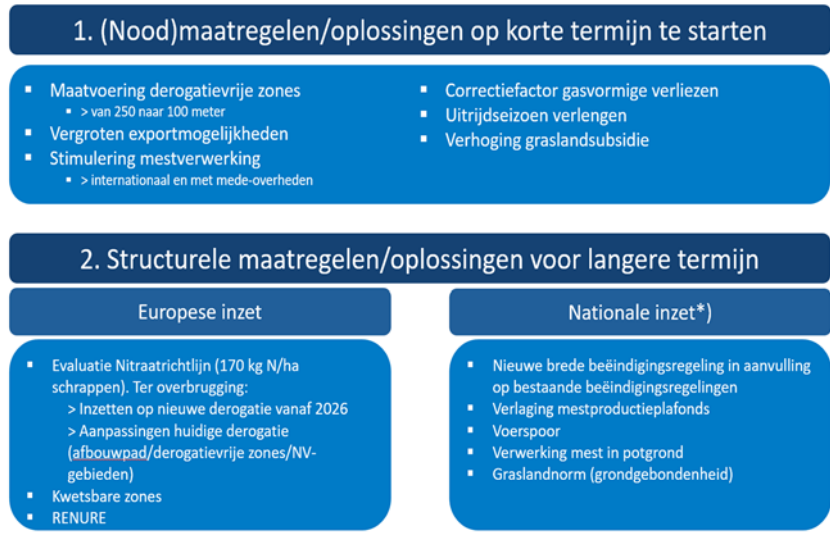 1. (Nood)maatregelen/oplossingen op korte termijn te starten
▪ Maatvoering derogatievrije zones
▪ > van 250 naar 100 meter
▪ Vergroten exportmogelijkheden
▪ Stimulering mestverwerking
▪ > internationaal en met mede-overheden
▪ Correctiefactor gasvormige verliezen
▪ Uitrijdseizoen verlengen
▪ Verhoging graslandsubsidie
2. Structurele maatregelen/oplossingen voor langere termijn
Europese inzet
▪ Evaluatie Nitraatrichtlijn (170 kg N/ha
schrappen). Ter overbrugging:
> Inzetten op nieuwe derogatie vanaf 2026
> Aanpassingen huidige derogatie
(afbouwpad/derogatievrije zones/NV-
gebieden)
▪ Kwetsbare zones
▪ RENURE
Nationale inzet*)
▪ Nieuwe brede beëindigingsregeling in aanvulling
op bestaande beëindigingsregelingen
▪ Verlaging mestproductieplafonds
▪ Voerspoor
▪ Verwerking mest in potgrond
▪ Graslandnorm (grondgebondenheid)